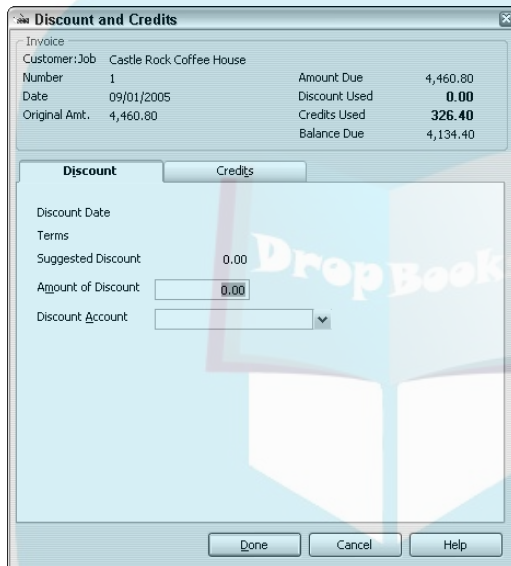 Discount and Credits
Invoice
Customer:Job Castle Rock Coffee House
Number 1
Date 09/01/2005
Original Amt. 4,460.80
Amount Due 4,460.80
Discount Used 0.00
Credits Used 326.40
Balance Due 4,134.40
Discount
Credits
Discount Date
Terms
Suggested Discount 0.00
Amount of Discount 0.00
Discount Account
DropBooks
Done
Cancel
Help